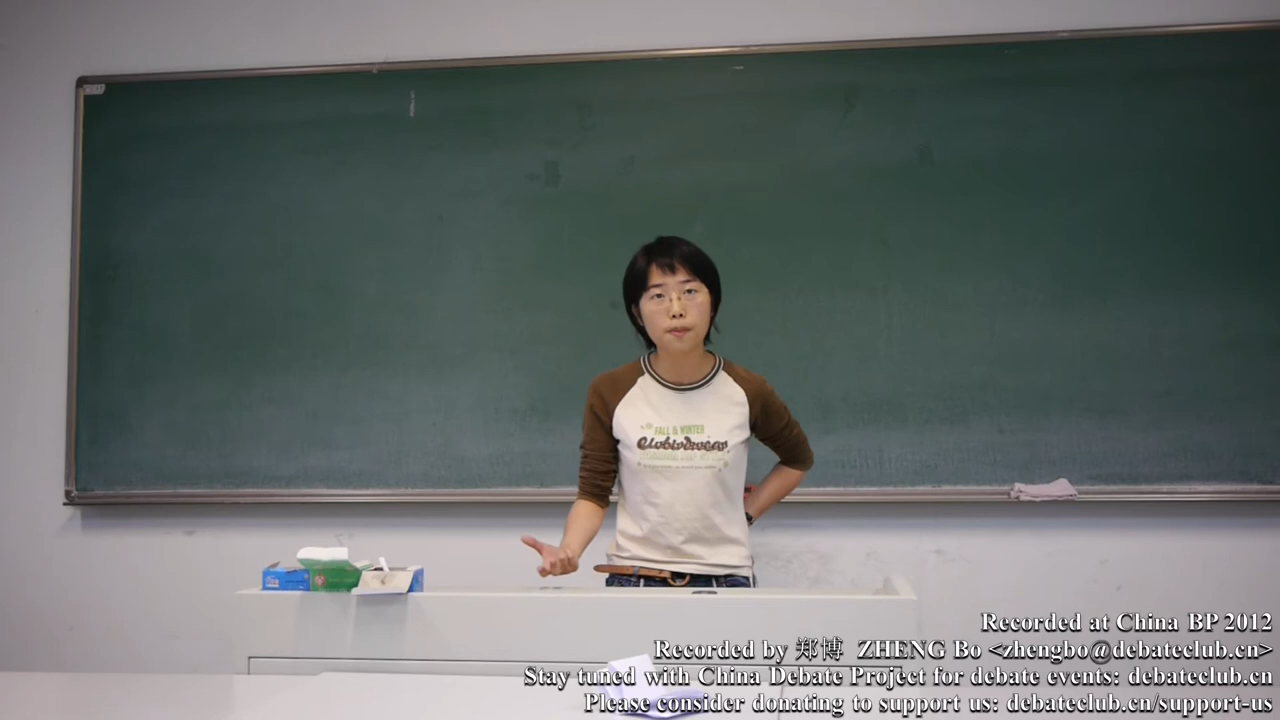 FALL & WINTER
Recorded at China BP 2012
Recorded by 郑博 ZHENG Bo <zhengbo@debateclub.cn>
Stay tuned with China Debate Project for debate events: debateclub.cn
Please consider donating to support us: debateclub.cn/support-us